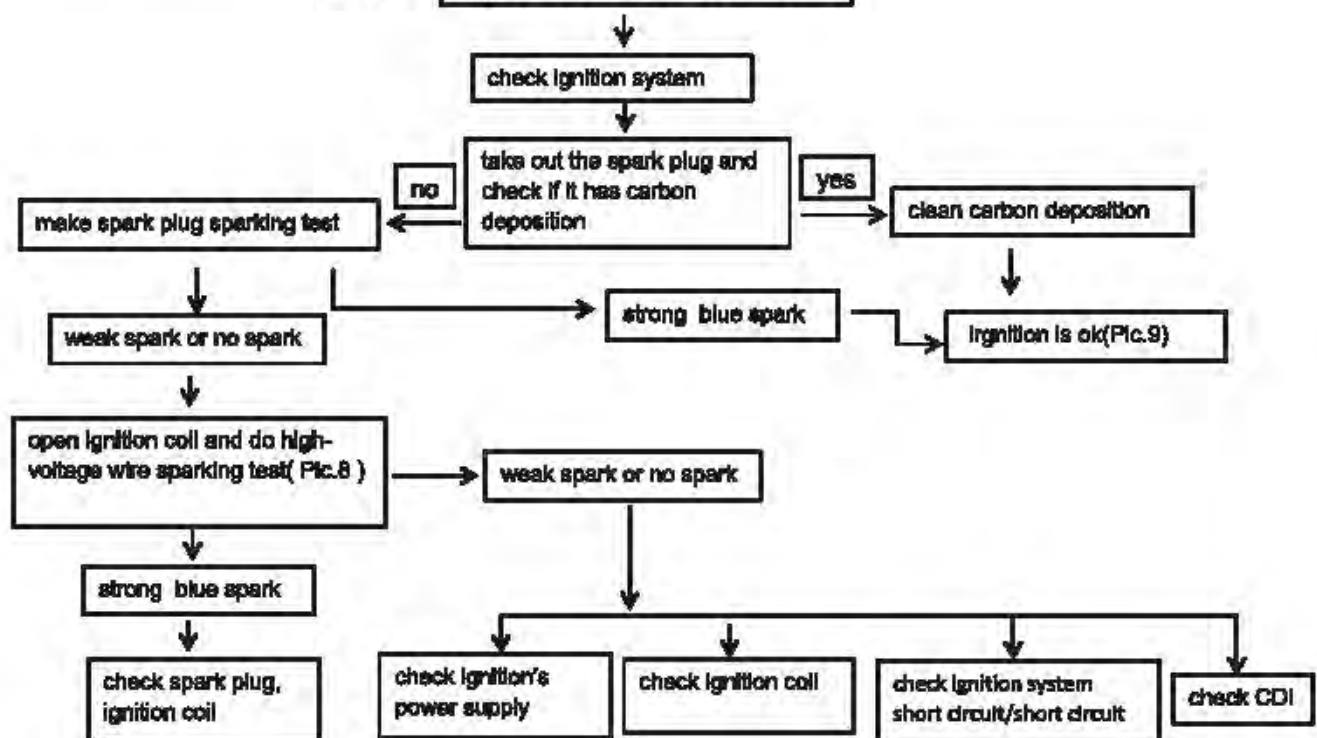 check ignition system
take out the spark plug and
check if it has carbon
deposition
no
yes
make spark plug sparking test
clean carbon deposition
strong blue spark
weak spark or no spark
Irgnition is ok(Pic.9)
open ignition coil and do high-
voltage wire sparking test( Pic.8 )
weak spark or no spark
strong blue spark
check spark plug,
ignition coil
check ignition's
power supply
check ignition coil
check ignition system
short circuit/short circuit
check CDI